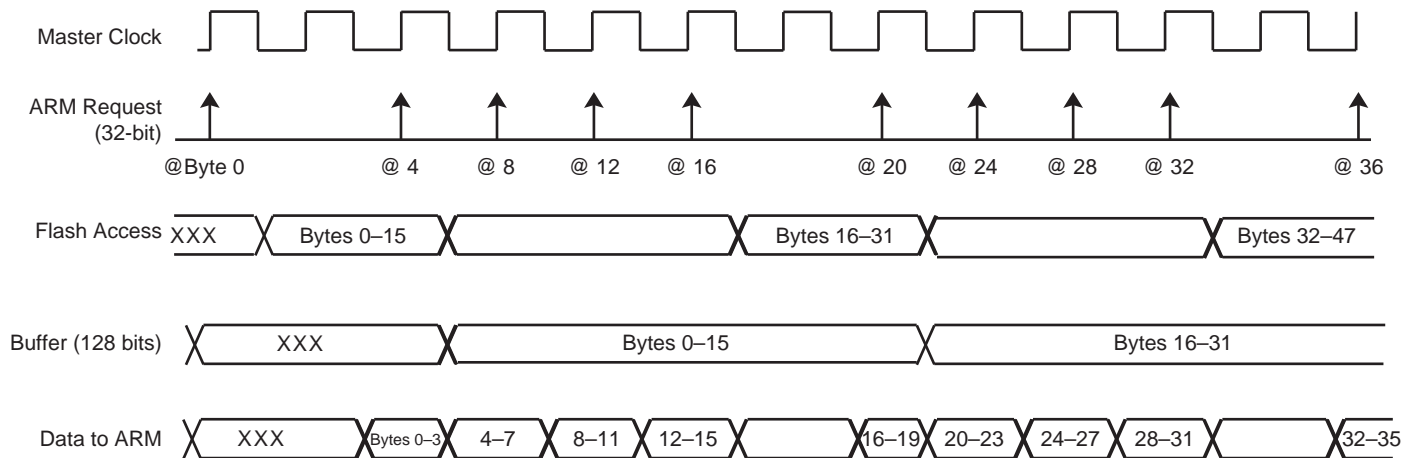 Master Clock
ARM Request
(32-bit)
@Byte 0 @ 4 @ 8 @ 12 @ 16 @ 20 @ 24 @ 28 @ 32 @ 36
Flash Access XXX Bytes 0–15 Bytes 16–31 Bytes 32–47
Buffer (128 bits) XXX Bytes 0–15 Bytes 16–31
Data to ARM XXX Bytes 0–3 4–7 8–11 12–15 16–19 20–23 24–27 28–31 32–35